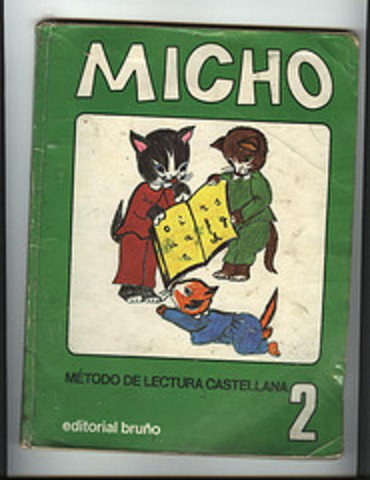 MICHO
MÉTODO DE LECTURA CASTELLANA
2
editorial bruño